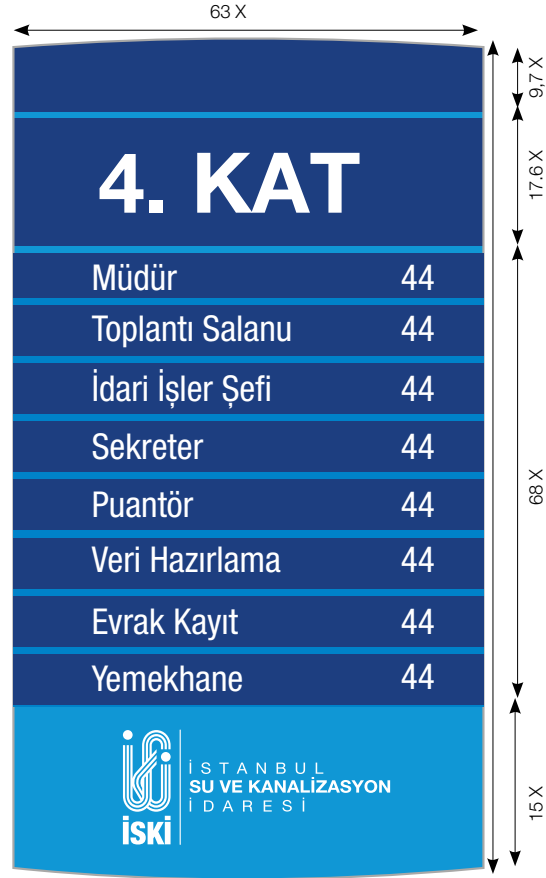 63 X
9,7 X
4. KAT
17.6 X
Müdür 44
Toplantı Salanu 44
İdari İşler Şefi 44
Sekreter 44
Puantör 44
Veri Hazırlama 44
Evrak Kayıt 44
Yemekhane 44
68 X
İSTANBUL
SU VE KANALİZASYON
İDARESİ
İSKİ
15 X